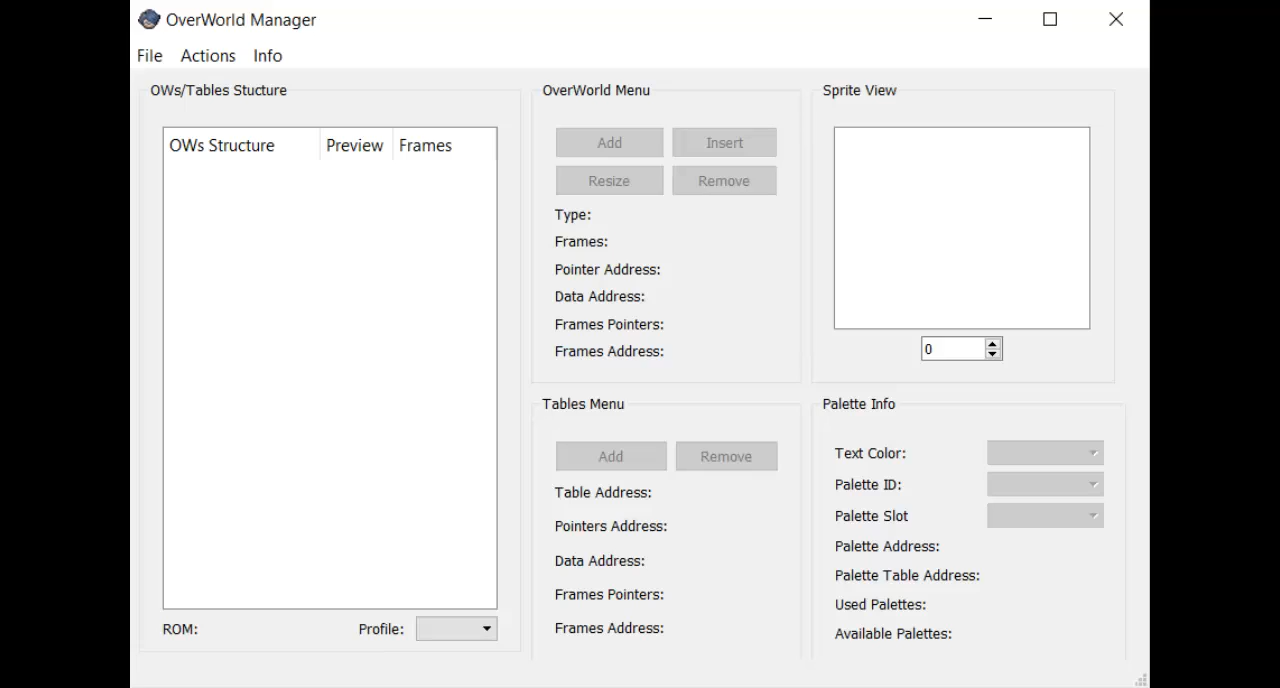 OverWorld Manager
File Actions Info
OWs/Tables Stucture
OWs Structure Preview Frames
ROM: Profile:
OverWorld Menu
Add Insert
Resize Remove
Type:
Frames:
Pointer Address:
Data Address:
Frames Pointers:
Frames Address:
Sprite View
0
Tables Menu
Add Remove
Table Address:
Pointers Address:
Data Address:
Frames Pointers:
Frames Address:
Palette Info
Text Color:
Palette ID:
Palette Slot
Palette Address:
Palette Table Address:
Used Palettes:
Available Palettes: